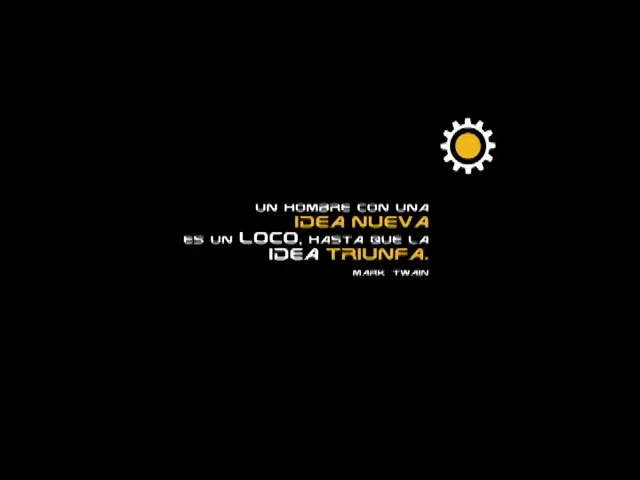 UN HOMBRE CON UNA
IDEA NUEVA
ES UN LOCO, HASTA QUE LA
IDEA TRIUNFA.
MARK TWAIN